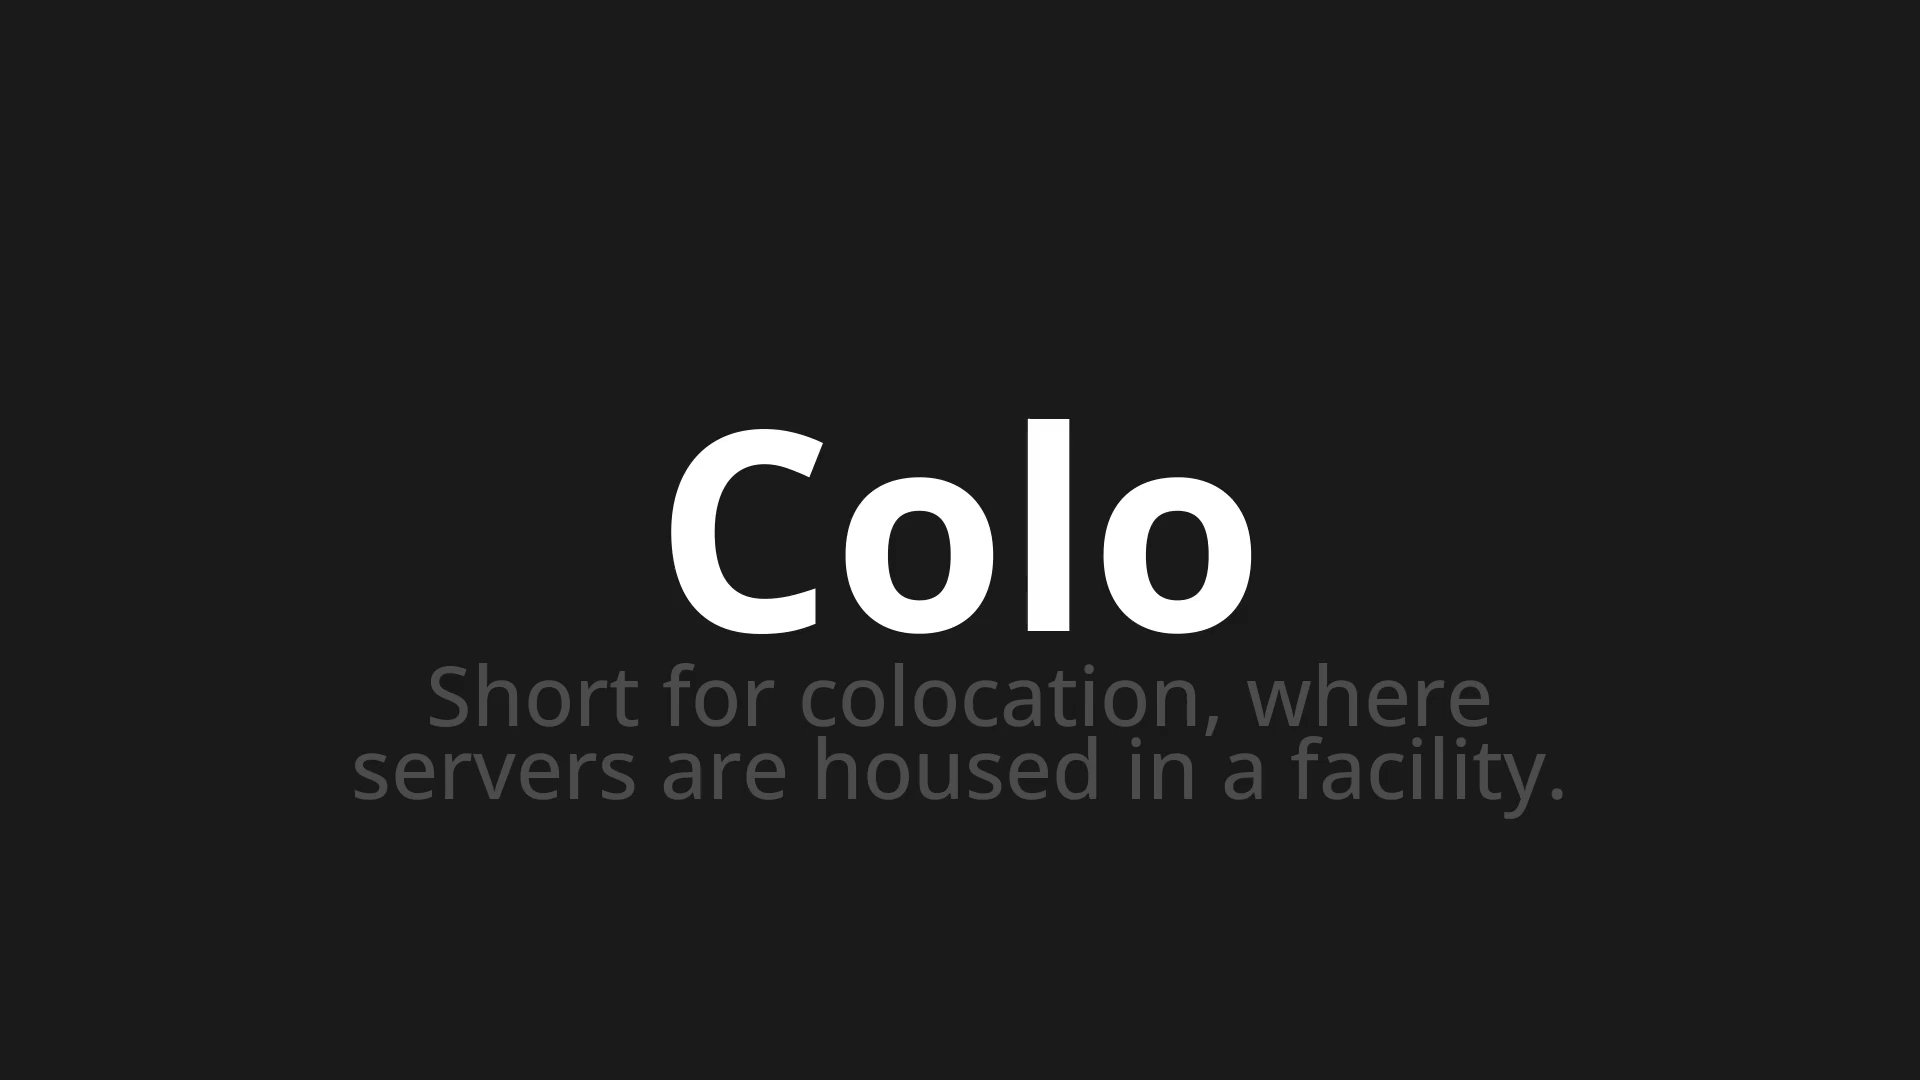 Colo
Short for colocation, where
servers are housed in a facility.